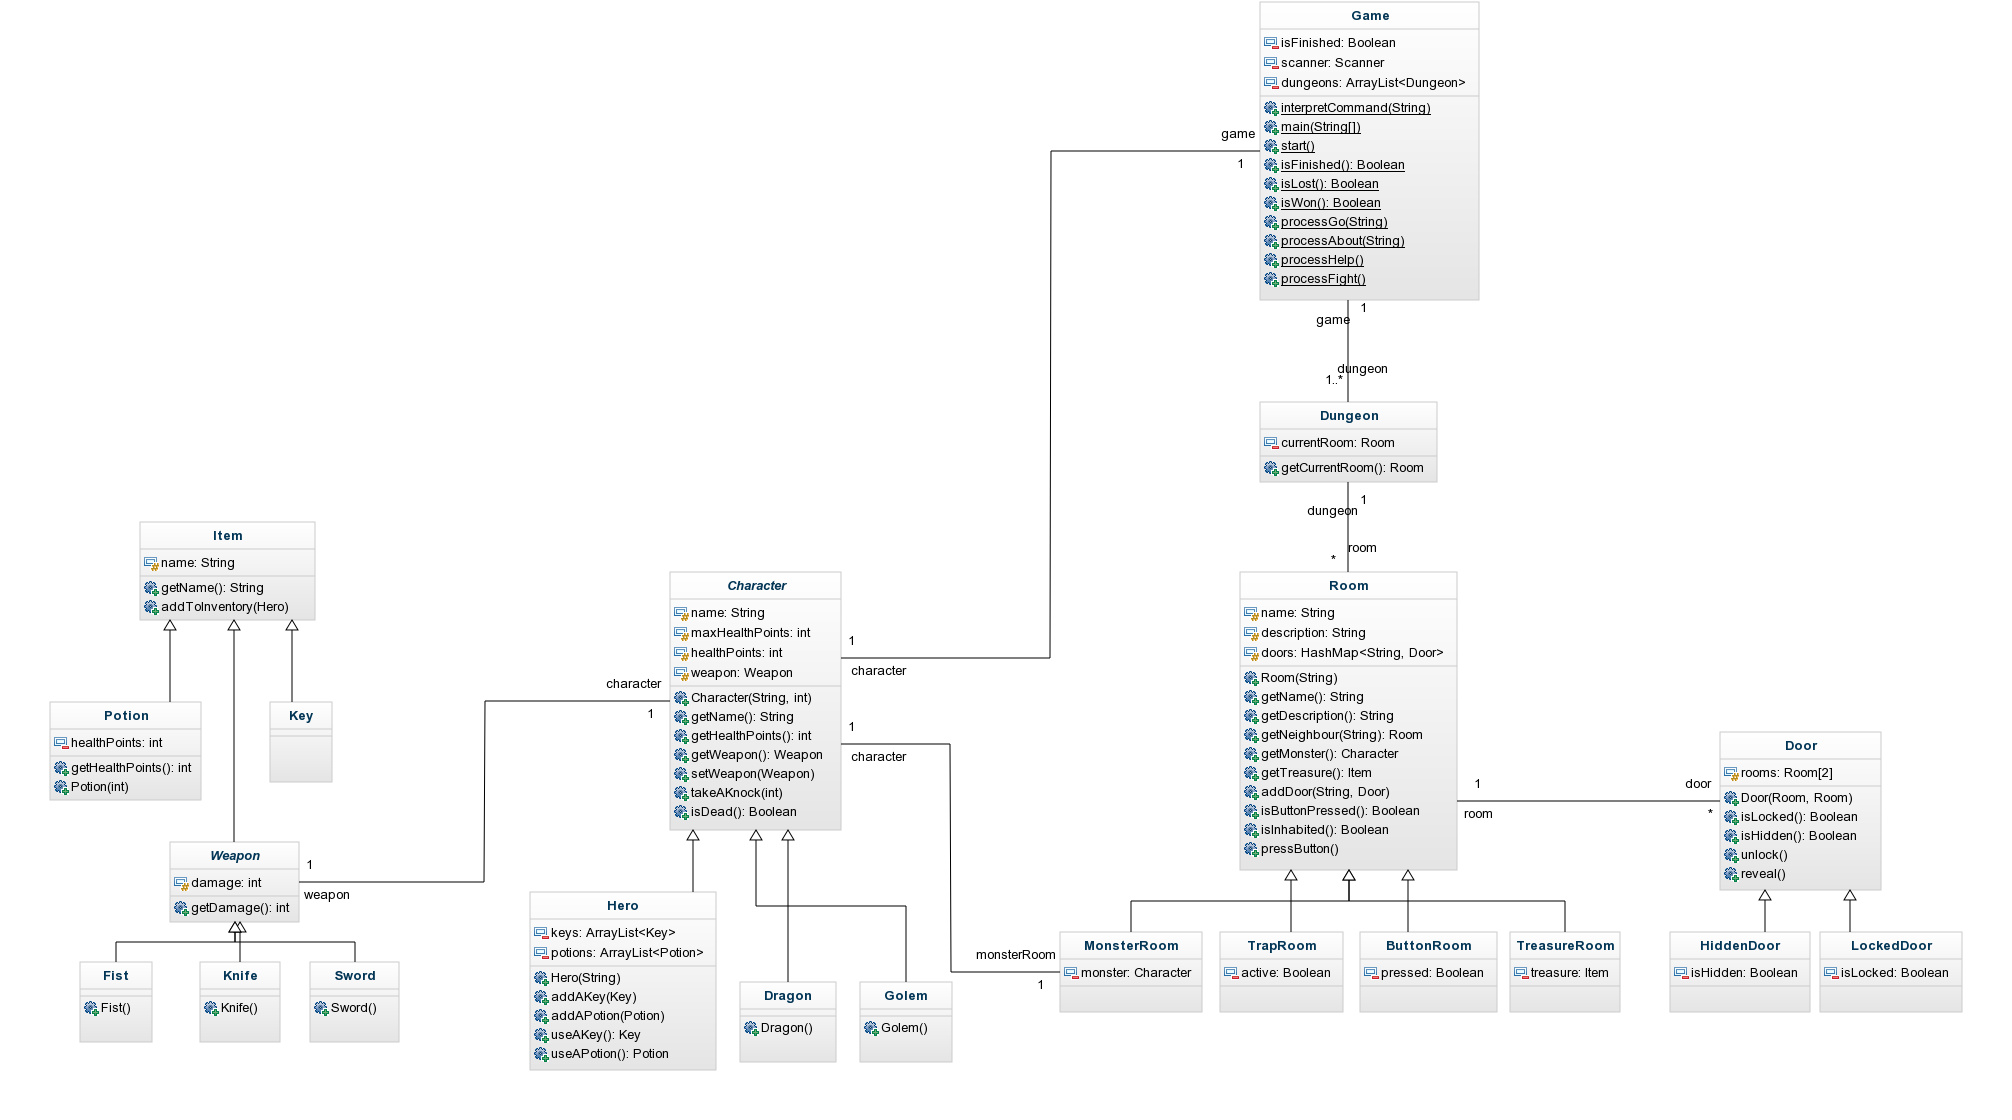 Game
isFinished: Boolean
scanner: Scanner
dungeons: ArrayList<Dungeon>
interpretCommand(String)
main(String[])
start()
isFinished(): Boolean
isLost(): Boolean
isWon(): Boolean
processGo(String)
processAbout(String)
processHelp()
processFight()
game
1
1
game
dungeon
1..*
Dungeon
currentRoom: Room
getCurrentRoom(): Room
1
dungeon
room
*
Item
name: String
getName(): String
addToInventory(Hero)
Potion
healthPoints: int
getHealthPoints(): int
Potion(int)
Key
Weapon
damage: int
getDamage(): int
1
weapon
character
1
Fist
Fist()
Knife
Knife()
Sword
Sword()
Character
name: String
maxHealthPoints: int
healthPoints: int
weapon: Weapon
Character(String, int)
getName(): String
getHealthPoints(): int
getWeapon(): Weapon
setWeapon(Weapon)
takeAKnock(int)
isDead(): Boolean
1
character
1
character
Hero
keys: ArrayList<Key>
potions: ArrayList<Potion>
Hero(String)
addAKey(Key)
addAPotion(Potion)
useAKey(): Key
useAPotion(): Potion
Dragon
Dragon()
Golem
Golem()
monsterRoom
1
Room
name: String
description: String
doors: HashMap<String, Door>
Room(String)
getName(): String
getDescription(): String
getNeighbour(String): Room
getMonster(): Character
getTreasure(): Item
addDoor(String, Door)
isButtonPressed(): Boolean
isInhabited(): Boolean
pressButton()
1
room
door
*
MonsterRoom
monster: Character
TrapRoom
active: Boolean
ButtonRoom
pressed: Boolean
TreasureRoom
treasure: Item
Door
rooms: Room[2]
Door(Room, Room)
isLocked(): Boolean
isHidden(): Boolean
unlock()
reveal()
HiddenDoor
isHidden: Boolean
LockedDoor
isLocked: Boolean